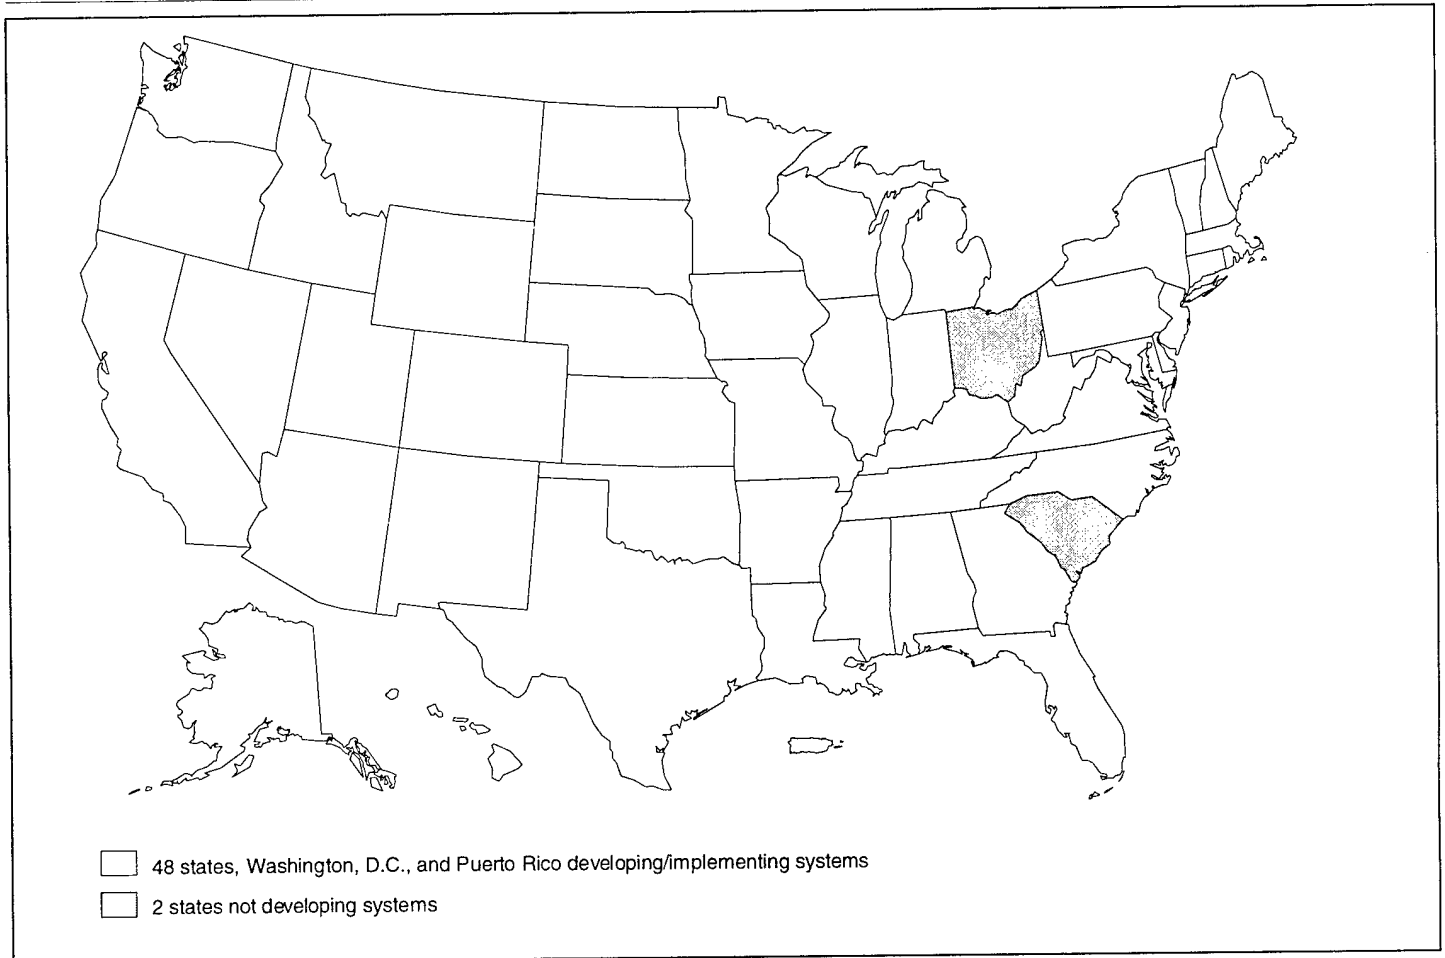 48 states, Washington, D.C., and Puerto Rico developing/implementing systems
2 states not developing systems